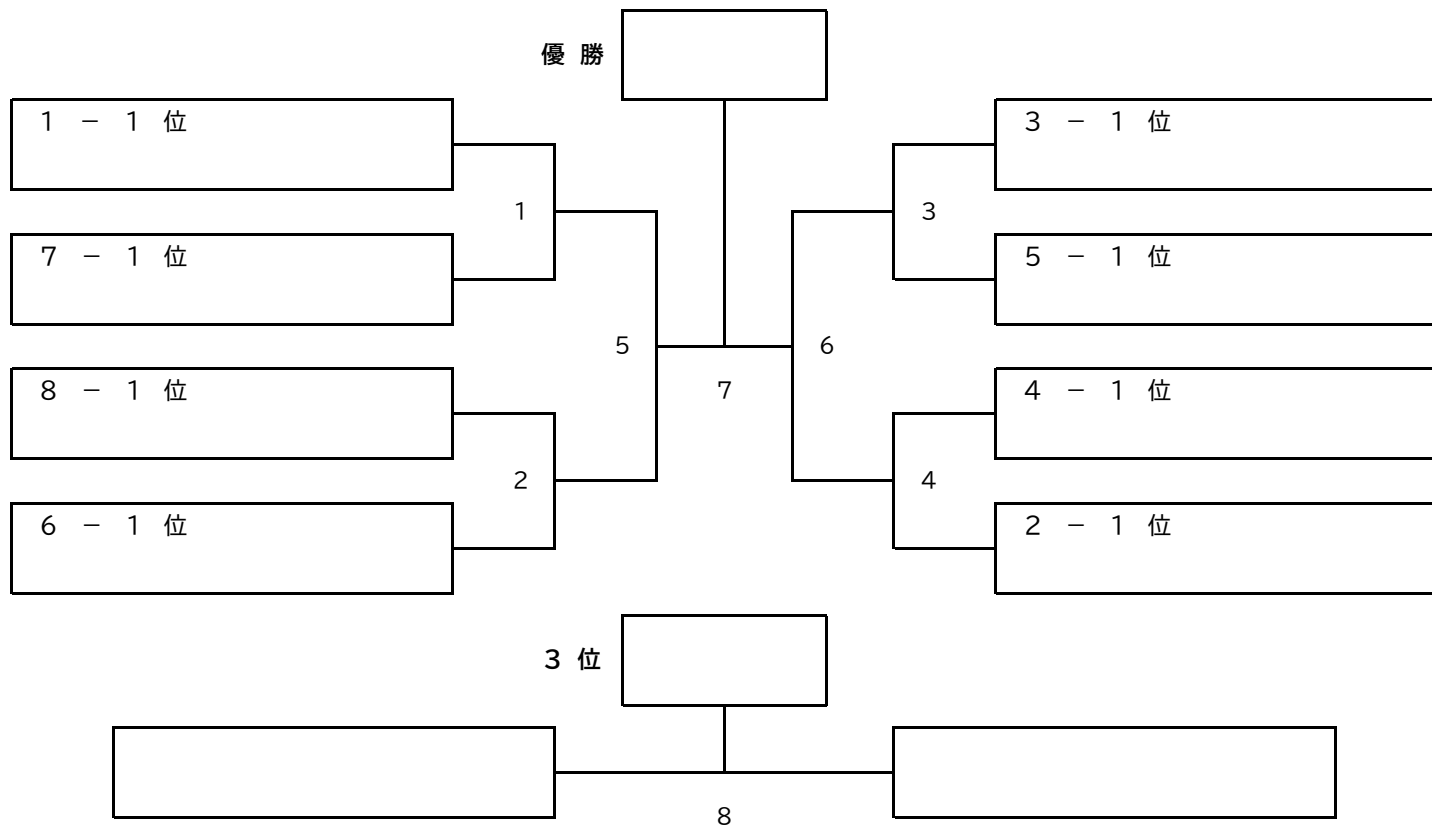 優 勝
１ － １ 位
３ － １ 位
1
3
７ － １ 位
５ － １ 位
5
6
７
８ － １ 位
４ － １ 位
2
4
６ － １ 位
２ － １ 位
３ 位
8